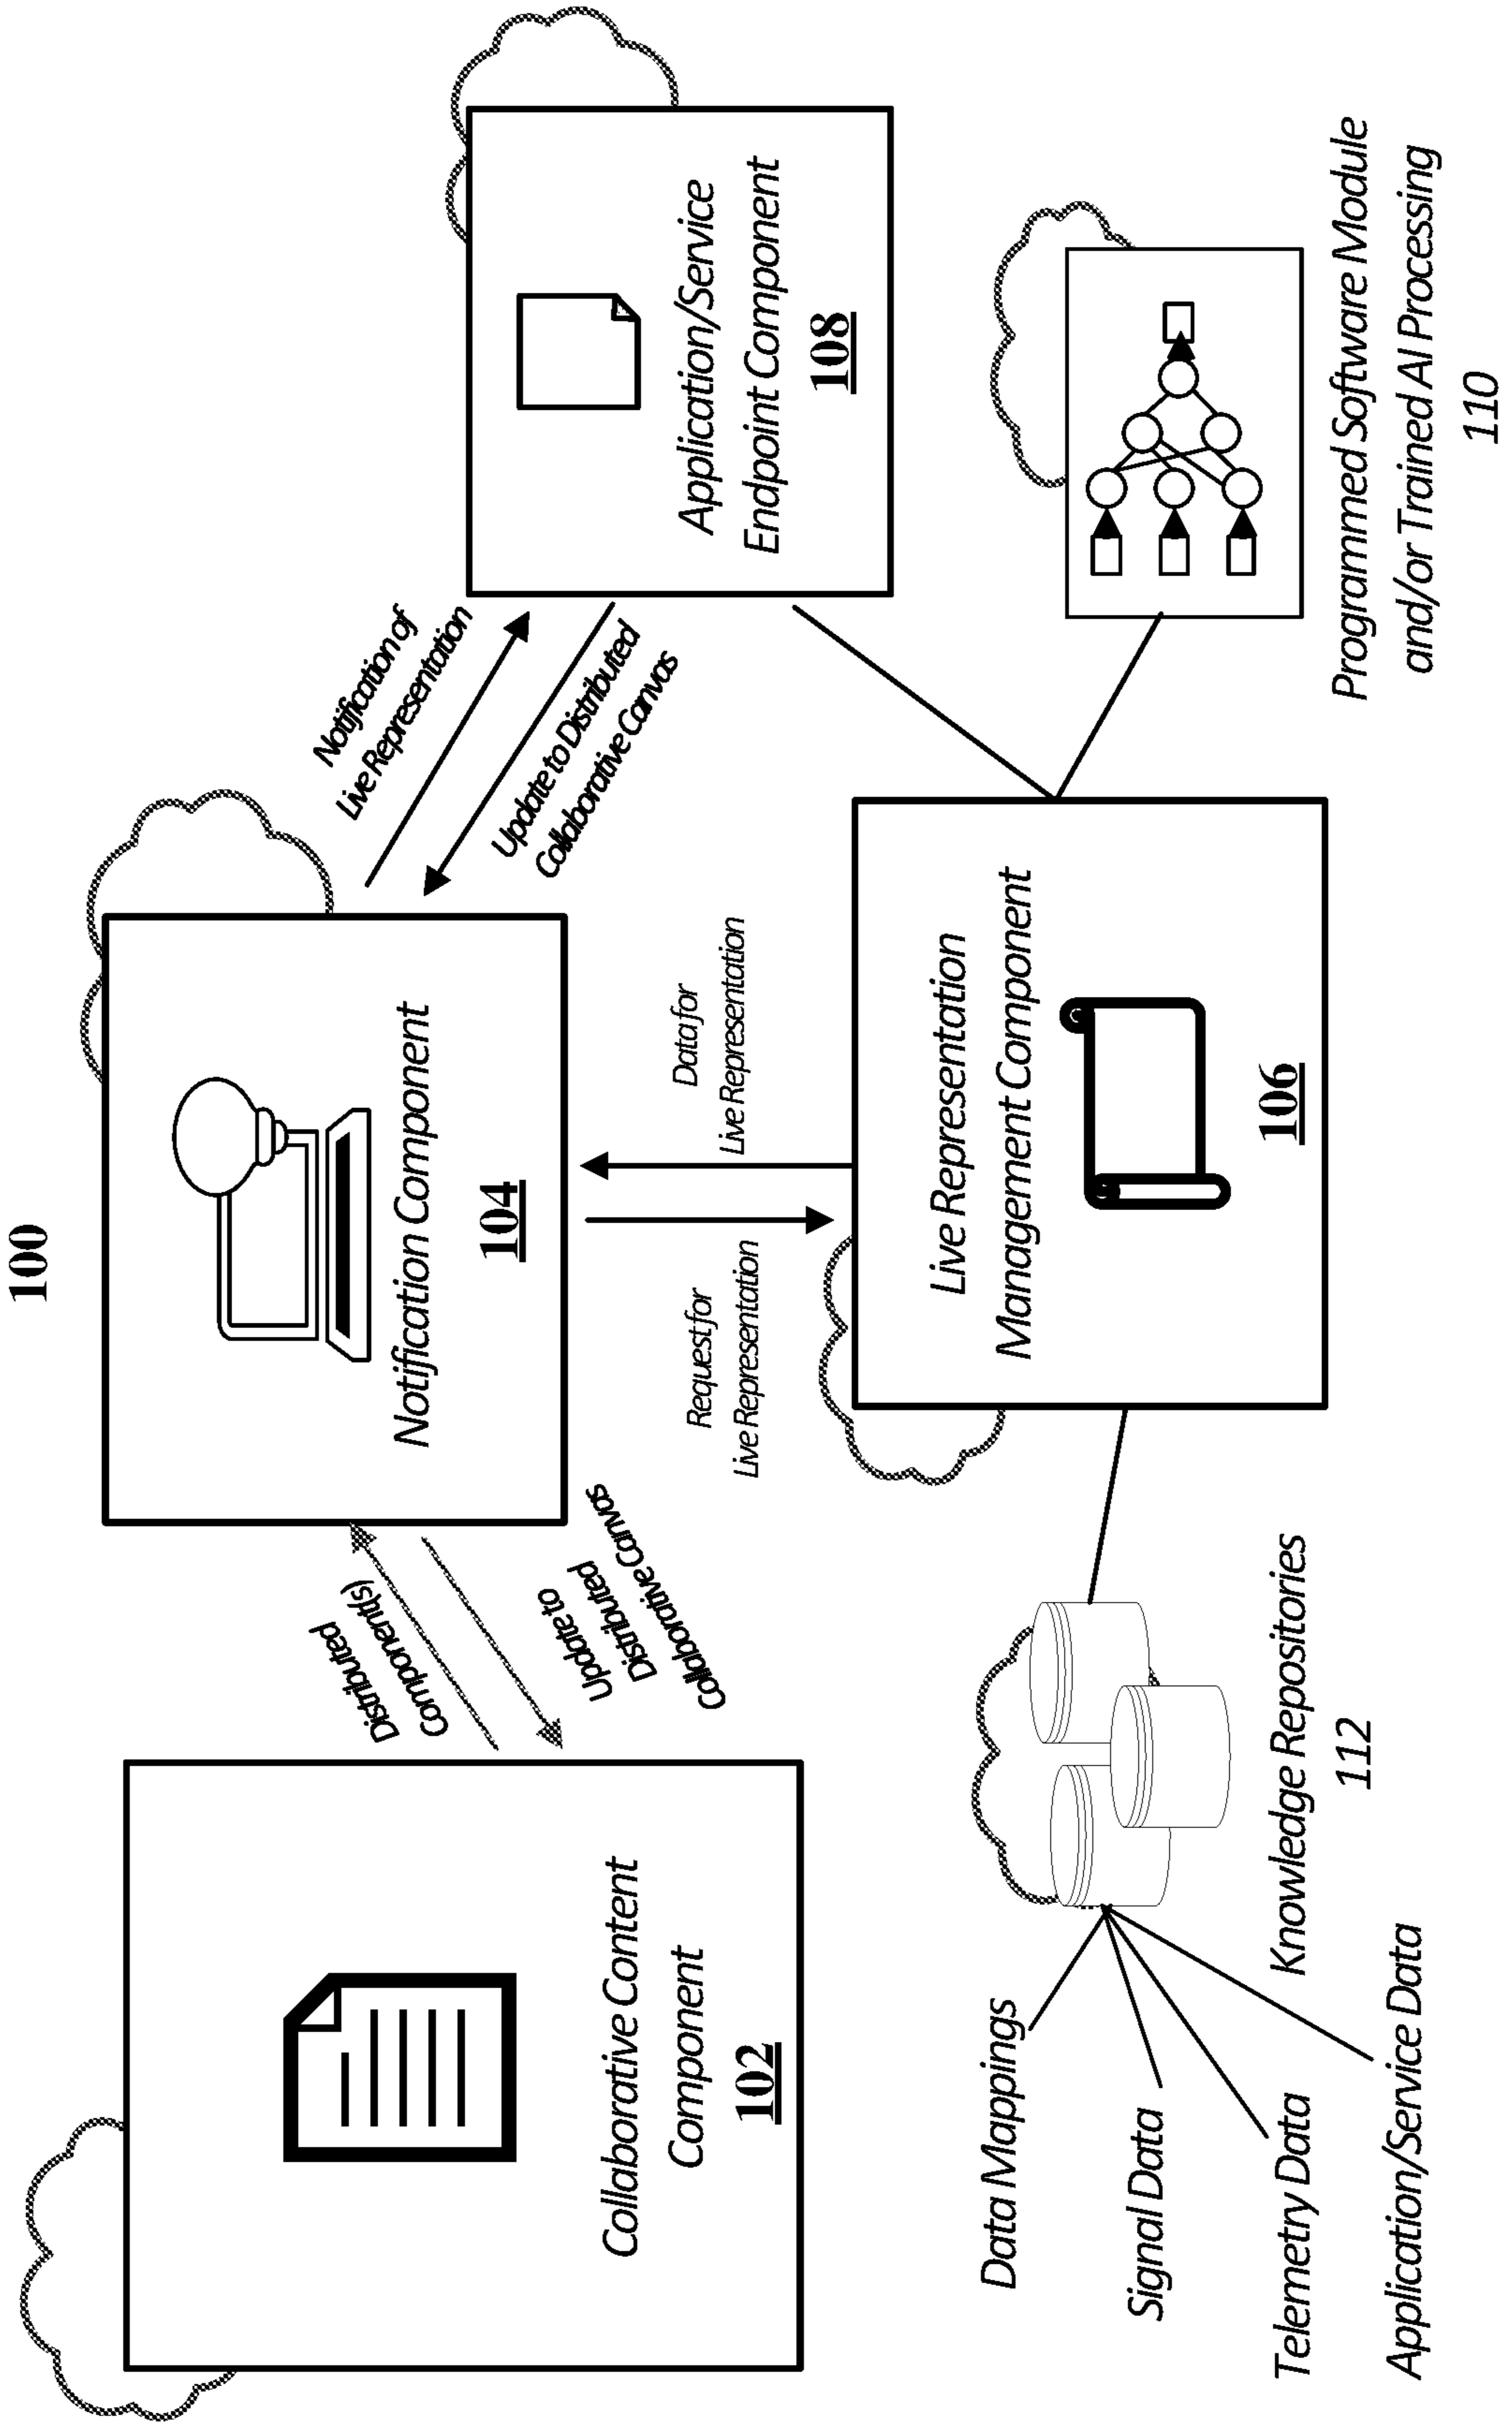 100
Collaborative Content
Component
102
Distributed
Component(s)
Update to
Distributed
Collaborative Canvas
Notification Component
104
Notification of
Live Representation
Update to Distributed
Collaborative Canvas
Application/Service
Endpoint Component
108
Request for
Live Representation
Data for
Live Representation
Live Representation
Management Component
106
Data Mappings
Signal Data
Telemetry Data
Application/Service Data
Knowledge Repositories
112
Programmed Software Module
and/or Trained AI Processing
110